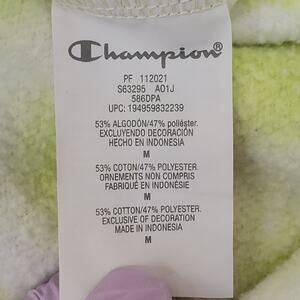 Champion®
PF 112021
S63295 A01J
586DPA
UPC: 194959832239
53% ALGODÓN/47% poliéster.
EXCLUYENDO DECORACIÓN
HECHO EN INDONESIA
M
53% COTON/47% POLYESTER.
ORNEMENTS NON COMPRIS
FABRIQUÉ EN INDONÉSIE
M
53% COTTON/47% POLYESTER.
EXCLUSIVE OF DECORATION
MADE IN INDONESIA
M